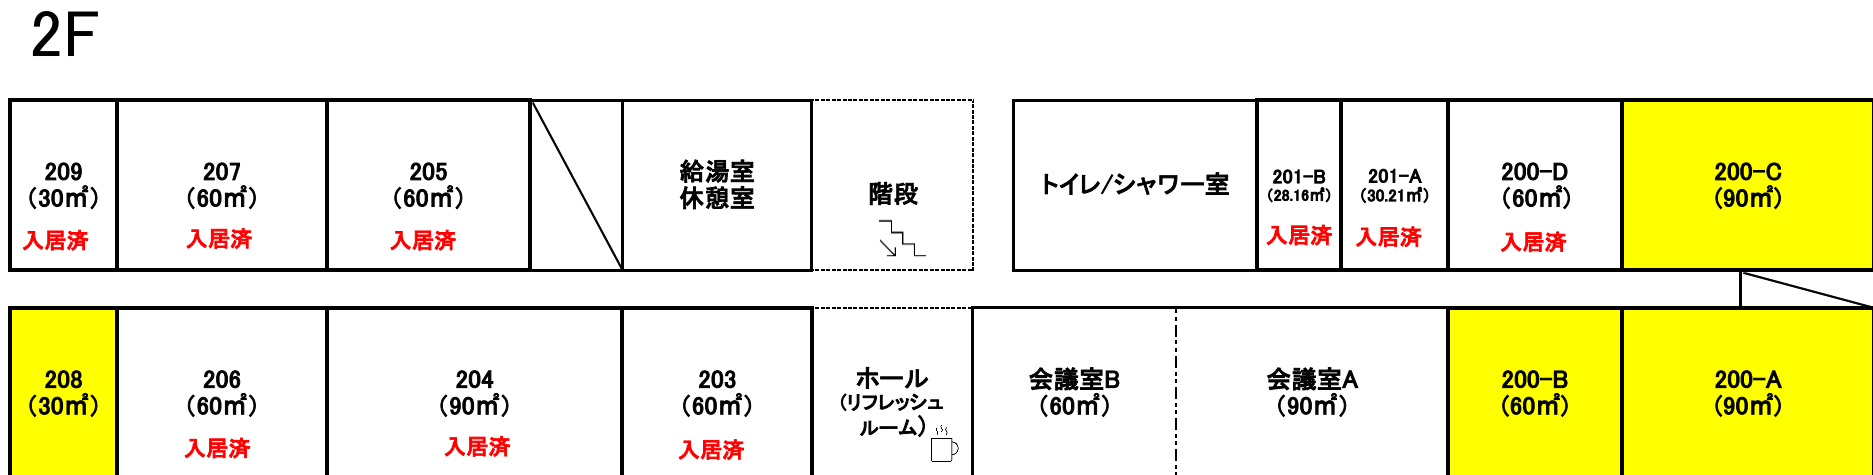 2F
209
(30㎡)
入居済
207
(60㎡)
入居済
205
(60㎡)
入居済
給湯室
休憩室
階段
トイレ/シャワー室
201-B
(28.16㎡)
入居済
201-A
(30.21㎡)
入居済
200-D
(60㎡)
入居済
200-C
(90㎡)
208
(30㎡)
206
(60㎡)
入居済
204
(90㎡)
入居済
203
(60㎡)
入居済
ホール
(リフレッシュ
ルーム)
会議室B
(60㎡)
会議室A
(90㎡)
200-B
(60㎡)
200-A
(90㎡)